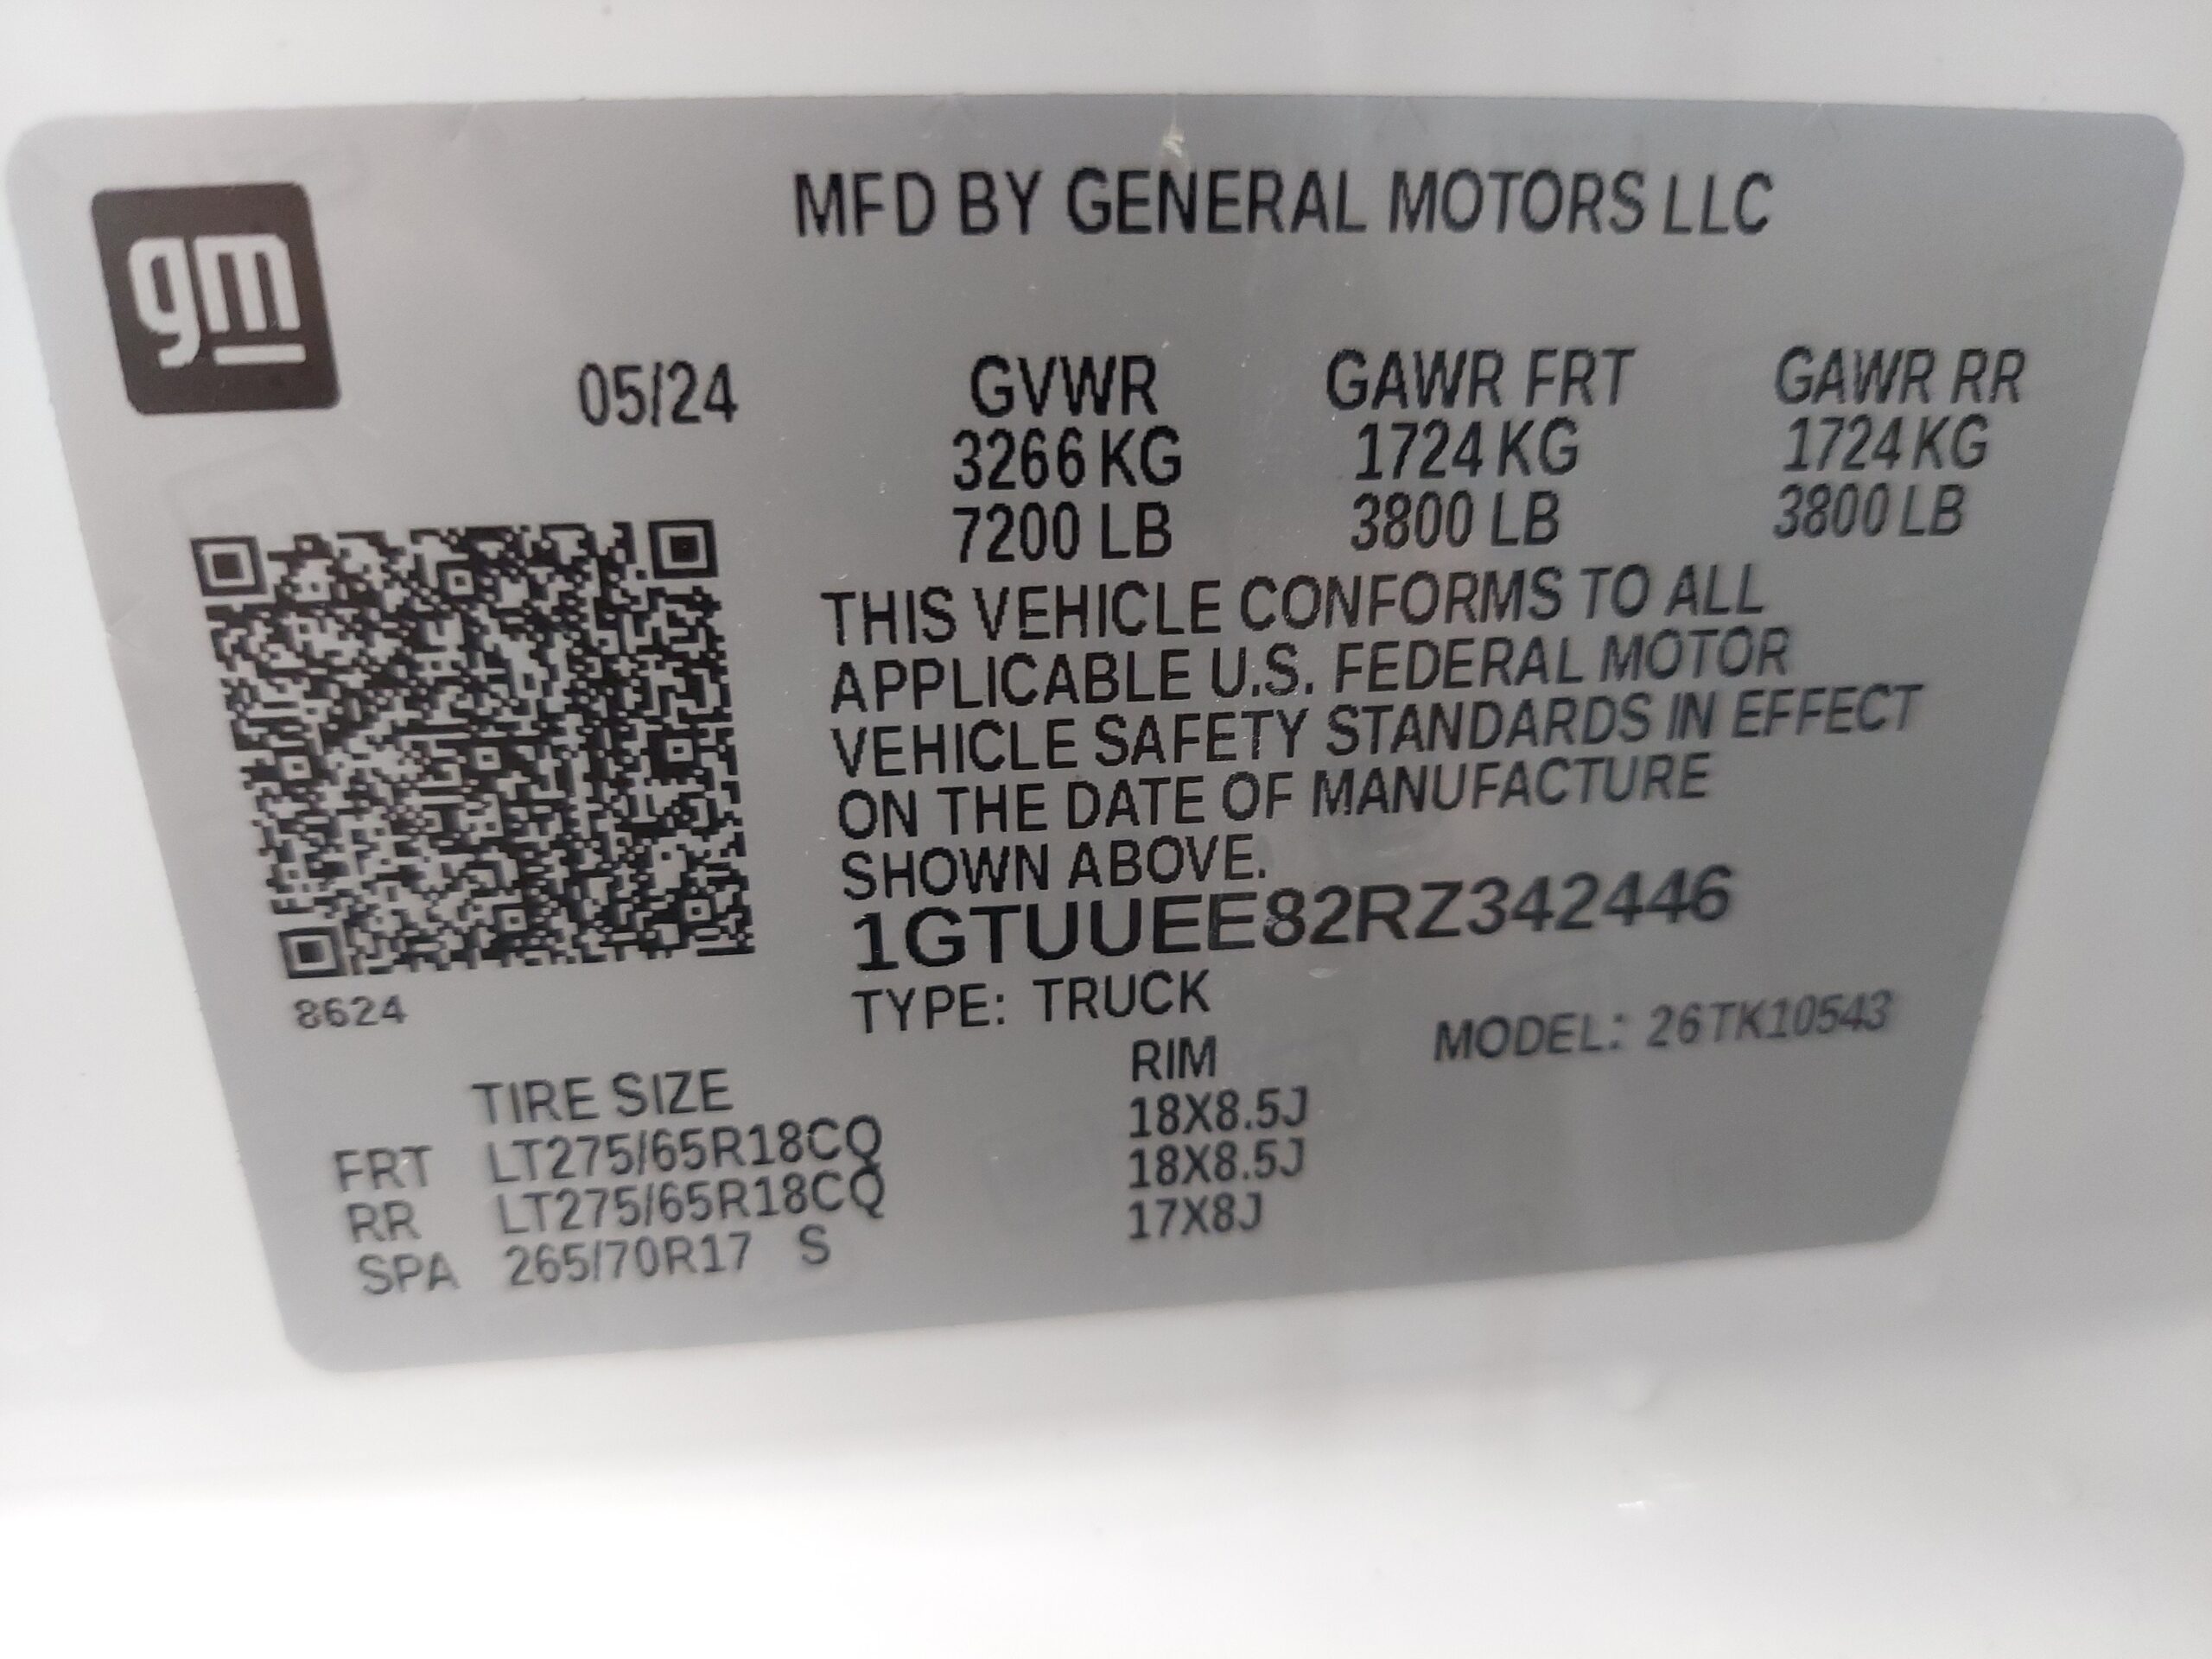 gm
MFD BY GENERAL MOTORS LLC
05/24 GVWR GAWR FRT GAWR RR
3266 KG 1724 KG 1724 KG
7200 LB 3800 LB 3800 LB
THIS VEHICLE CONFORMS TO ALL
APPLICABLE U.S. FEDERAL MOTOR
VEHICLE SAFETY STANDARDS IN EFFECT
ON THE DATE OF MANUFACTURE
SHOWN ABOVE.
1GTUUEE82RZ342446
8624
TYPE: TRUCK MODEL: 26TK10543
TIRE SIZE RIM
FRT LT275/65R18CQ 18X8.5J
RR LT275/65R18CQ 18X8.5J
SPA 265/70R17 S 17X8J